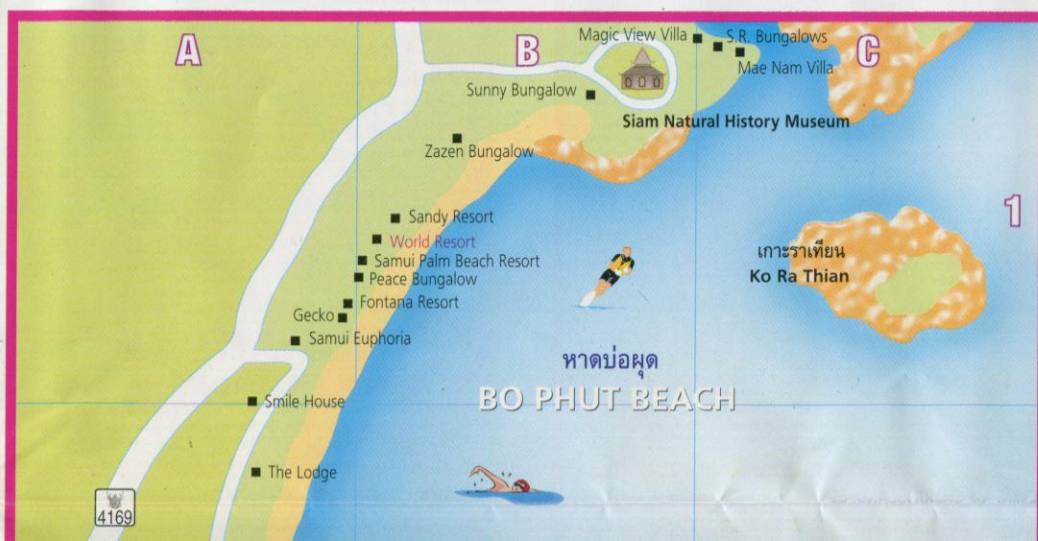 A
B
C
Magic View Villa
S.R. Bungalows
Mae Nam Villa
Sunny Bungalow
Siam Natural History Museum
Zazen Bungalow
1
Sandy Resort
World Resort
Samui Palm Beach Resort
Peace Bungalow
Fontana Resort
Gecko
Samui Euphoria
เกาะราเทียน
Ko Ra Thian
หาดบ่อผุด
BO PHUT BEACH
Smile House
The Lodge
4169